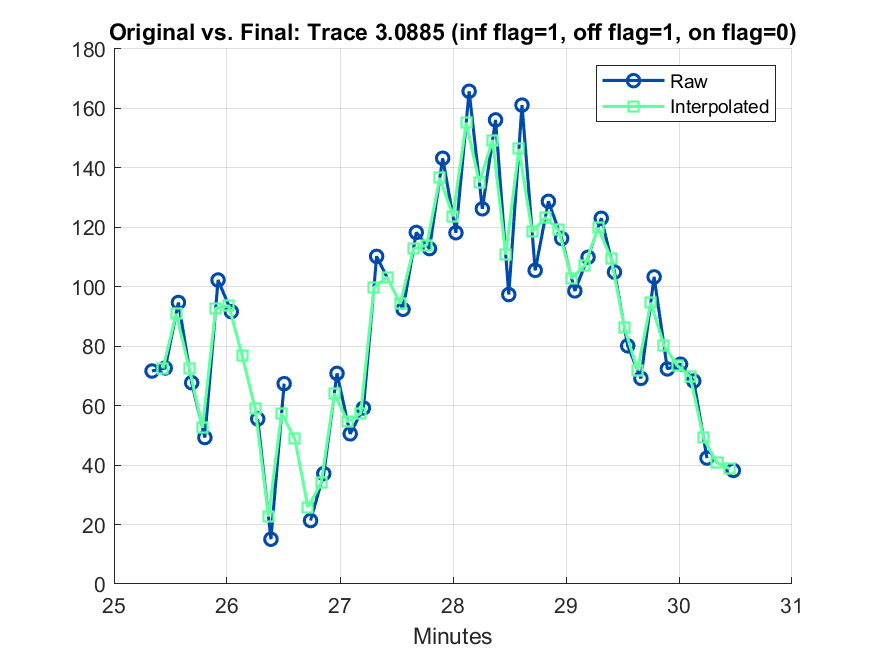 Original vs. Final: Trace 3.0885 (inf flag=1, off flag=1, on flag=0)
180
160
140
120
100
80
60
40
20
0
Raw
Interpolated
25 26 27 28 29 30 31
Minutes